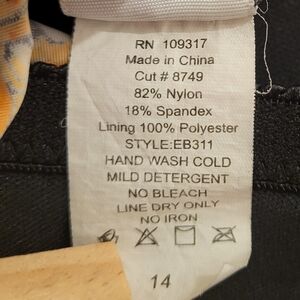 RN 109317
Made in China
Cut # 8749
82% Nylon
18% Spandex
Lining 100% Polyester
STYLE:EB311
HAND WASH COLD
MILD DETERGENT
NO BLEACH
LINE DRY ONLY
NO IRON
14